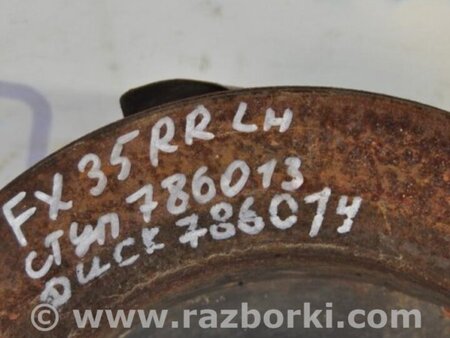 FX 35 RR LH
ступ 786013
диск 786014
© www.razborki.com